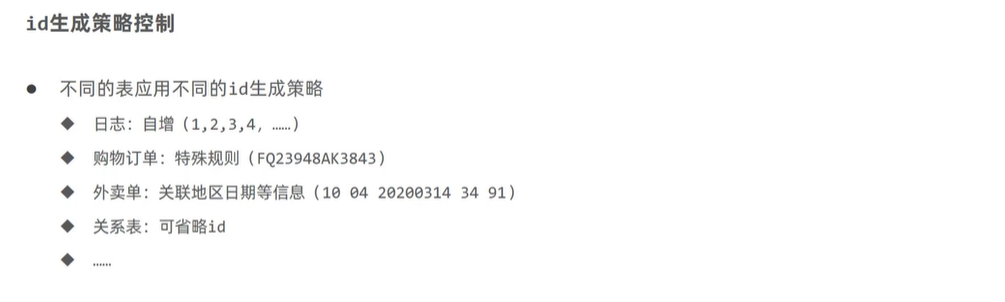 id生成策略控制
● 不同的表应用不同的id生成策略
◆ 日志：自增（1,2,3,4，……）
◆ 购物订单：特殊规则（FQ23948AK3843）
◆ 外卖单：关联地区日期等信息（10 04 20200314 34 91）
◆ 关系表：可省略id
◆ ……